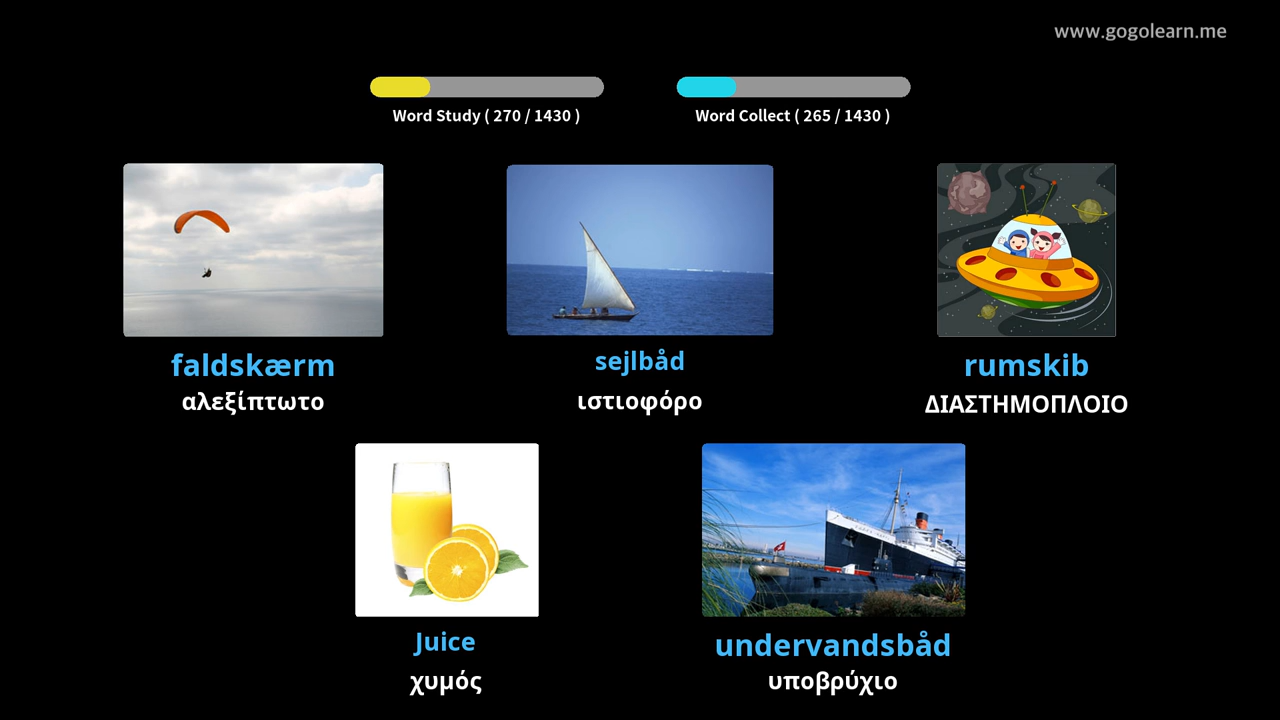 www.gogolearn.me
Word Study ( 270 / 1430 )
Word Collect ( 265 / 1430 )
faldskærm
αλεξίπτωτο
sejlbåd
ιστιοφόρο
rumskib
ΔΙΑΣΤΗΜΟΠΛΟΙΟ
Juice
χυμός
undervandsbåd
υποβρύχιο